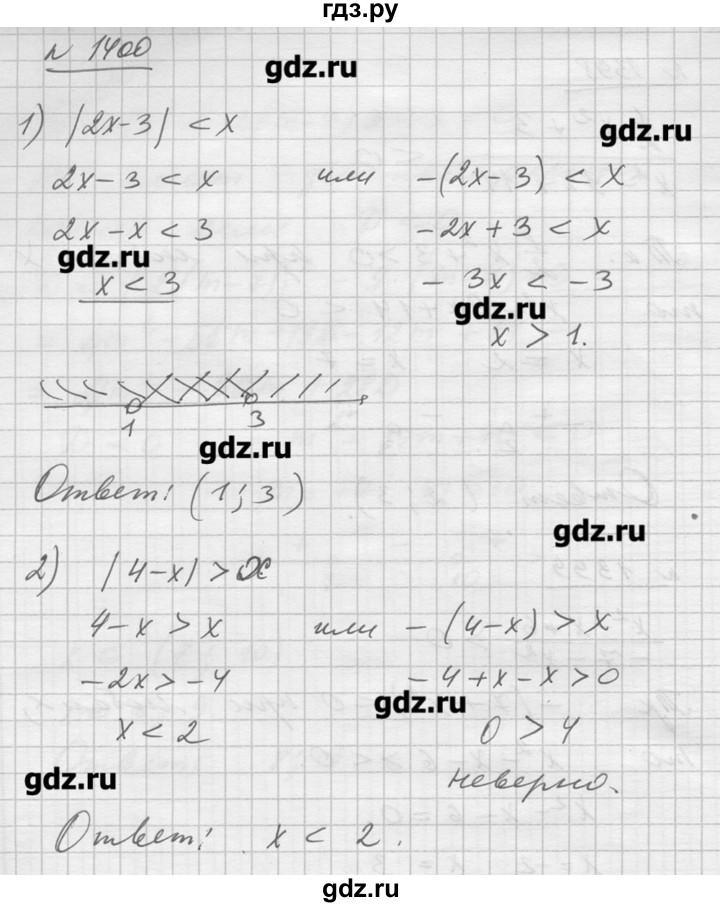 гдз.ру
№ 1400
gdz.ru
1) |2x-3| < x
gdz.ru
2x-3 < x или -(2x-3) < x
2x-x < 3 -2x+3 < x
gdz.ru
x < 3 -3x < -3
gdz.ru
x > 1.
1 3
gdz.ru
Ответ: (1; 3)
gdz.ru
2) |4-x| > x
4-x > x или -(4-x) > x
-2x > -4 -4+x-x > 0
gdz.ru
x < 2 0 > 4
gdz.ru
неверно.
Ответ: x < 2.
gdz.ru